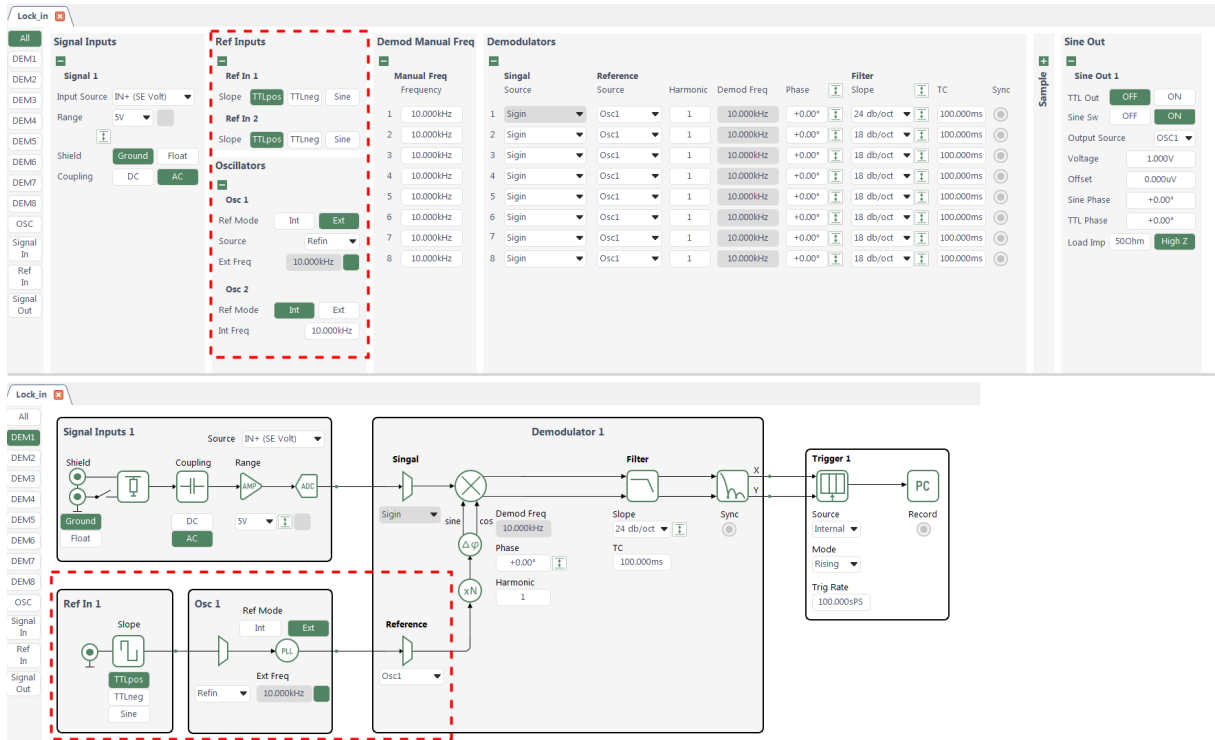 Lock_in
All
DEM1
DEM2
DEM3
DEM4
DEM5
DEM6
DEM7
DEM8
OSC
Signal
In
Ref
In
Signal
Out
Signal Inputs
Signal 1
Input Source IN+ (SE Volt)
Range 5V
Shield Ground Float
Coupling DC AC
Ref Inputs
Ref In 1
Slope TTLpos TTLneg Sine
Ref In 2
Slope TTLpos TTLneg Sine
Oscillators
Osc 1
Ref Mode Int Ext
Source Refin
Ext Freq 10.000kHz
Osc 2
Ref Mode Int Ext
Int Freq 10.000kHz
Demod Manual Freq
Manual Freq
Frequency
1 10.000kHz
2 10.000kHz
3 10.000kHz
4 10.000kHz
5 10.000kHz
6 10.000kHz
7 10.000kHz
8 10.000kHz
Demodulators
Singal Reference Filter
Source Source Harmonic Demod Freq Phase Slope TC Sync
1 Sigin Osc1 1 10.000kHz +0.00° 24 db/oct 100.000ms
2 Sigin Osc1 1 10.000kHz +0.00° 18 db/oct 100.000ms
3 Sigin Osc1 1 10.000kHz +0.00° 18 db/oct 100.000ms
4 Sigin Osc1 1 10.000kHz +0.00° 18 db/oct 100.000ms
5 Sigin Osc1 1 10.000kHz +0.00° 18 db/oct 100.000ms
6 Sigin Osc1 1 10.000kHz +0.00° 18 db/oct 100.000ms
7 Sigin Osc1 1 10.000kHz +0.00° 18 db/oct 100.000ms
8 Sigin Osc1 1 10.000kHz +0.00° 18 db/oct 100.000ms
Sample
Sine Out
Sine Out 1
TTL Out OFF ON
Sine Sw OFF ON
Output Source OSC1
Voltage 1.000V
Offset 0.000uV
Sine Phase +0.00°
TTL Phase +0.00°
Load Imp 50Ohm High Z
Lock_in
All
DEM1
DEM2
DEM3
DEM4
DEM5
DEM6
DEM7
DEM8
OSC
Signal
In
Ref
In
Signal
Out
Signal Inputs 1
Source IN+ (SE Volt)
Shield Coupling Range
AMP ADC
Ground DC 5V
Float AC
Ref In 1
Slope
TTLpos
TTLneg
Sine
Osc 1
Ref Mode
Int Ext
PLL
Ext Freq
Refin 10.000kHz
Demodulator 1
Singal
Sigin
sine cos
Δφ
xN
Demod Freq
10.000kHz
Phase
+0.00°
Harmonic
1
Reference
Osc1
Filter
Slope
24 db/oct
TC
100.000ms
X
Y
Sync
Trigger 1
PC
Source Record
Internal
Mode
Rising
Trig Rate
100.000sPS